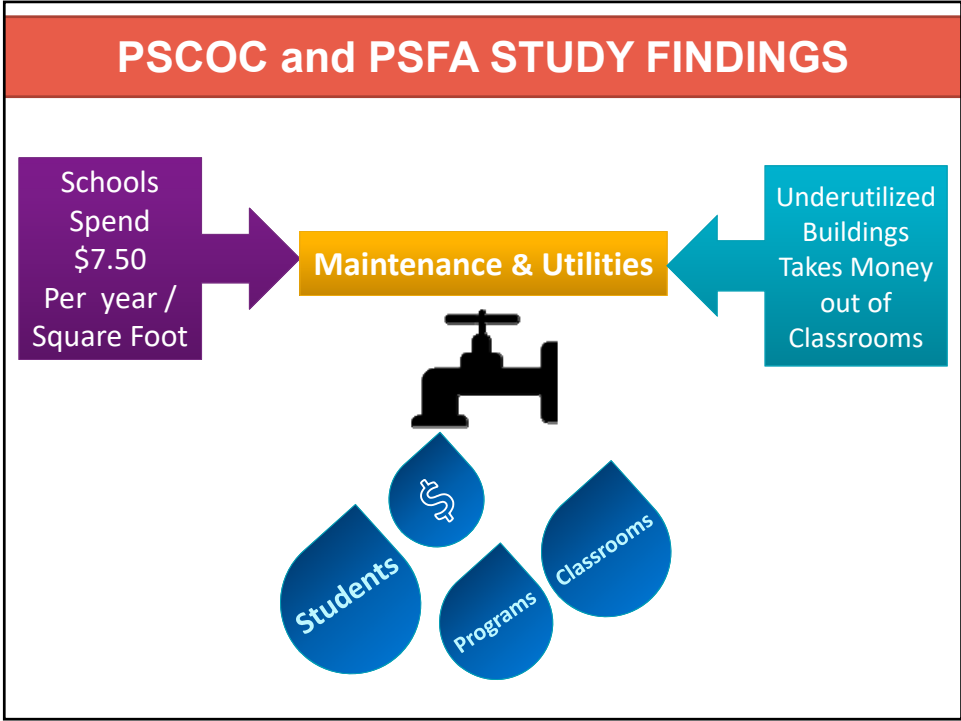 PSCOC and PSFA STUDY FINDINGS
Schools
Spend
$7.50
Per year /
Square Foot
Maintenance & Utilities
Underutilized
Buildings
Takes Money
out of
Classrooms
$
Students
Programs
Classrooms